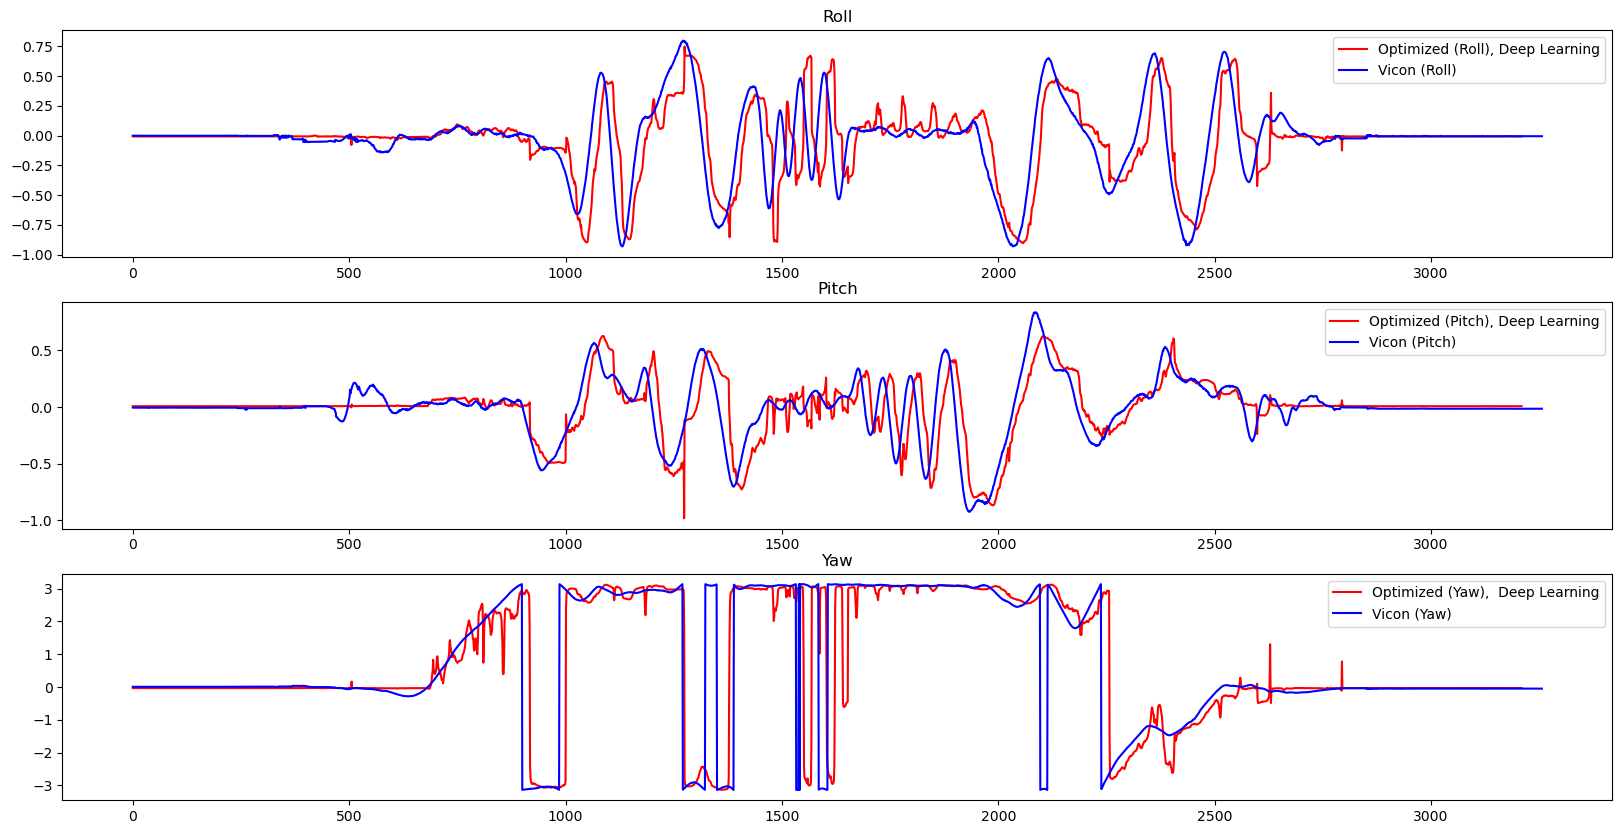 Roll
0.75
0.50
0.25
0.00
−0.25
−0.50
−0.75
−1.00
Optimized (Roll), Deep Learning
Vicon (Roll)
0 500 1000 1500 2000 2500 3000
Pitch
0.5
0.0
−0.5
−1.0
Optimized (Pitch), Deep Learning
Vicon (Pitch)
0 500 1000 1500 2000 2500 3000
Yaw
3
2
1
0
−1
−2
−3
Optimized (Yaw),  Deep Learning
Vicon (Yaw)
0 500 1000 1500 2000 2500 3000